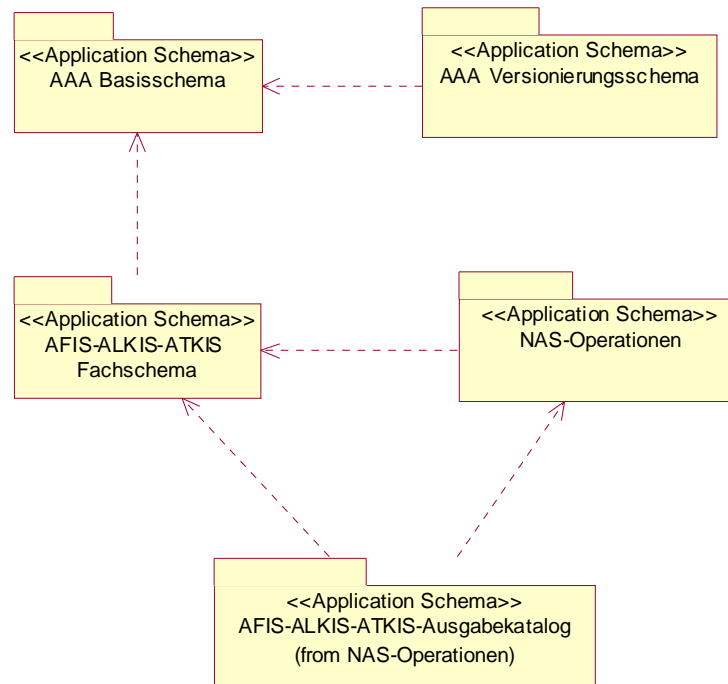 <<Application Schema>>
AAA Basisschema
<<Application Schema>>
AAA Versionierungsschema
<<Application Schema>>
AFIS-ALKIS-ATKIS
Fachschema
<<Application Schema>>
NAS-Operationen
<<Application Schema>>
AFIS-ALKIS-ATKIS-Ausgabekatalog
(from NAS-Operationen)